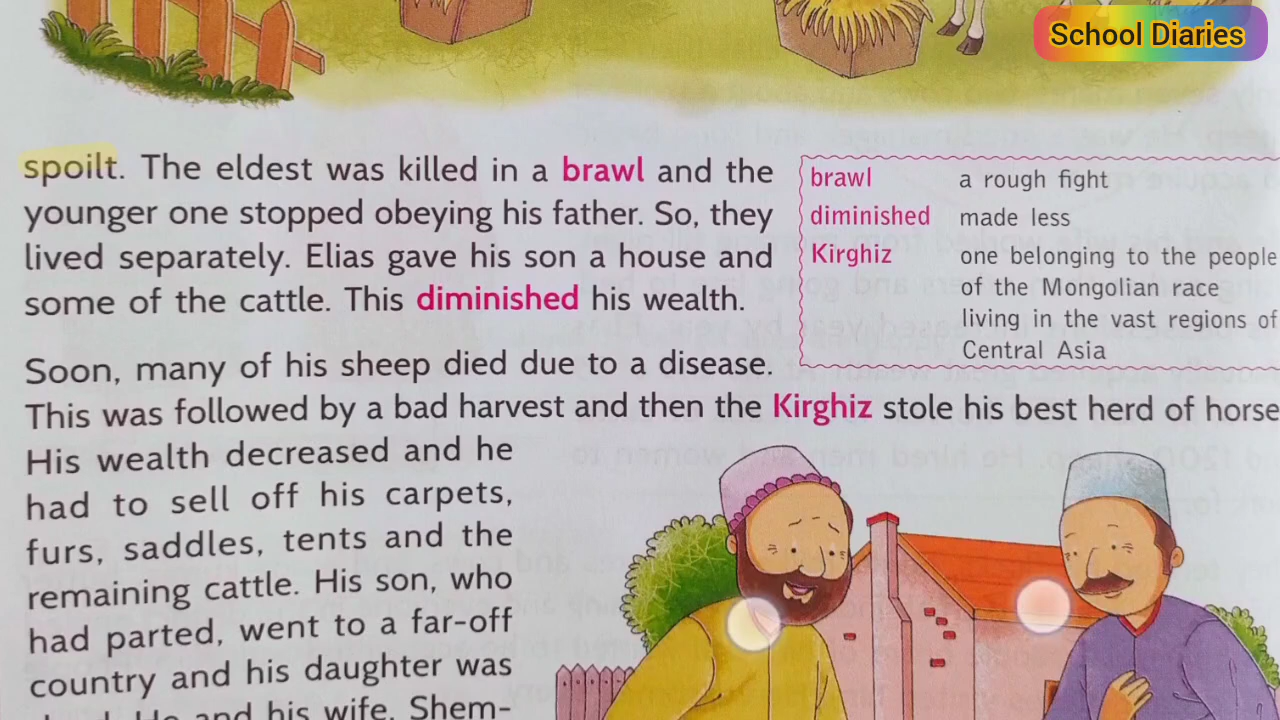 School Diaries
spoilt. The eldest was killed in a brawl and the
younger one stopped obeying his father. So, they
lived separately. Elias gave his son a house and
some of the cattle. This diminished his wealth.
brawl a rough fight
diminished made less
Kirghiz one belonging to the people
of the Mongolian race
living in the vast regions of
Central Asia
Soon, many of his sheep died due to a disease.
This was followed by a bad harvest and then the Kirghiz stole his best herd of horse
His wealth decreased and he
had to sell off his carpets,
furs, saddles, tents and the
remaining cattle. His son, who
had parted, went to a far-off
country and his daughter was
He and his wife, Shem-